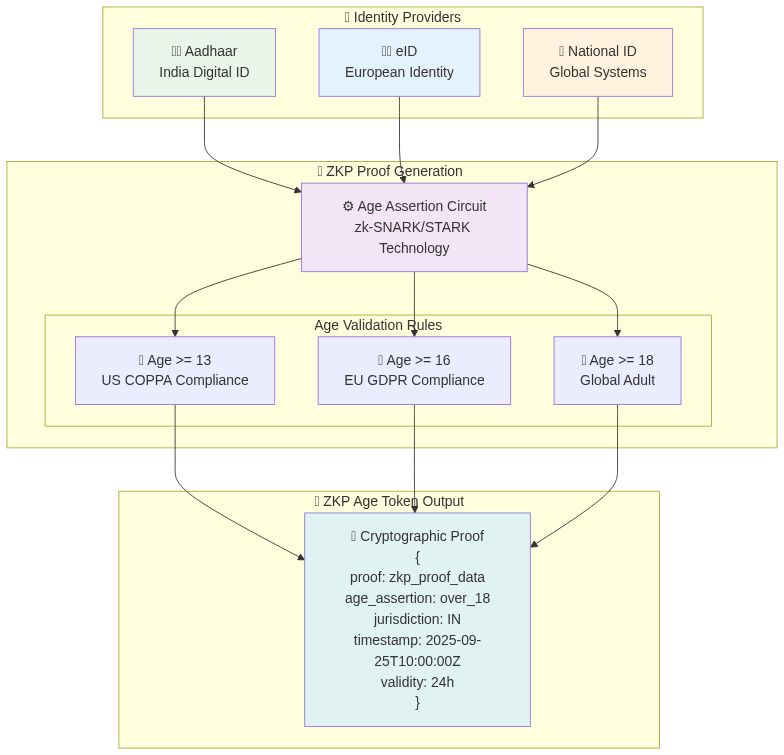 Identity Providers
Aadhaar
India Digital ID
eID
European Identity
National ID
Global Systems
ZKP Proof Generation
⚙ Age Assertion Circuit
zk-SNARK/STARK
Technology
Age Validation Rules
Age >= 13
US COPPA Compliance
Age >= 16
EU GDPR Compliance
Age >= 18
Global Adult
ZKP Age Token Output
Cryptographic Proof
{
proof: zkp_proof_data
age_assertion: over_18
jurisdiction: IN
timestamp: 2025-09-
25T10:00:00Z
validity: 24h
}